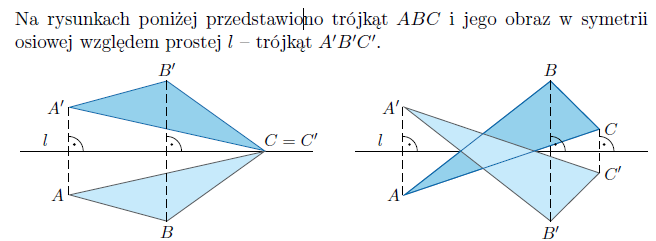 Na rysunkach poniżej przedstawiono trójkąt ABC i jego obraz w symetrii
osiowej względem prostej l – trójkąt A′B′C′.
B′
A′
l
C = C′
A
B
B
A′
l
C
C′
A
B′